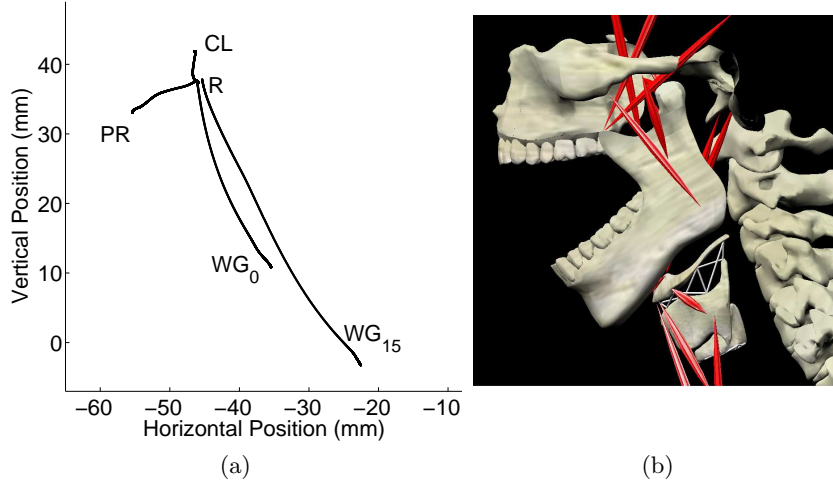 CL
40
R
30
PR
20
10
WG0
0
WG15
−60 −50 −40 −30 −20 −10
Vertical Position (mm)
Horizontal Position (mm)
(a) (b)